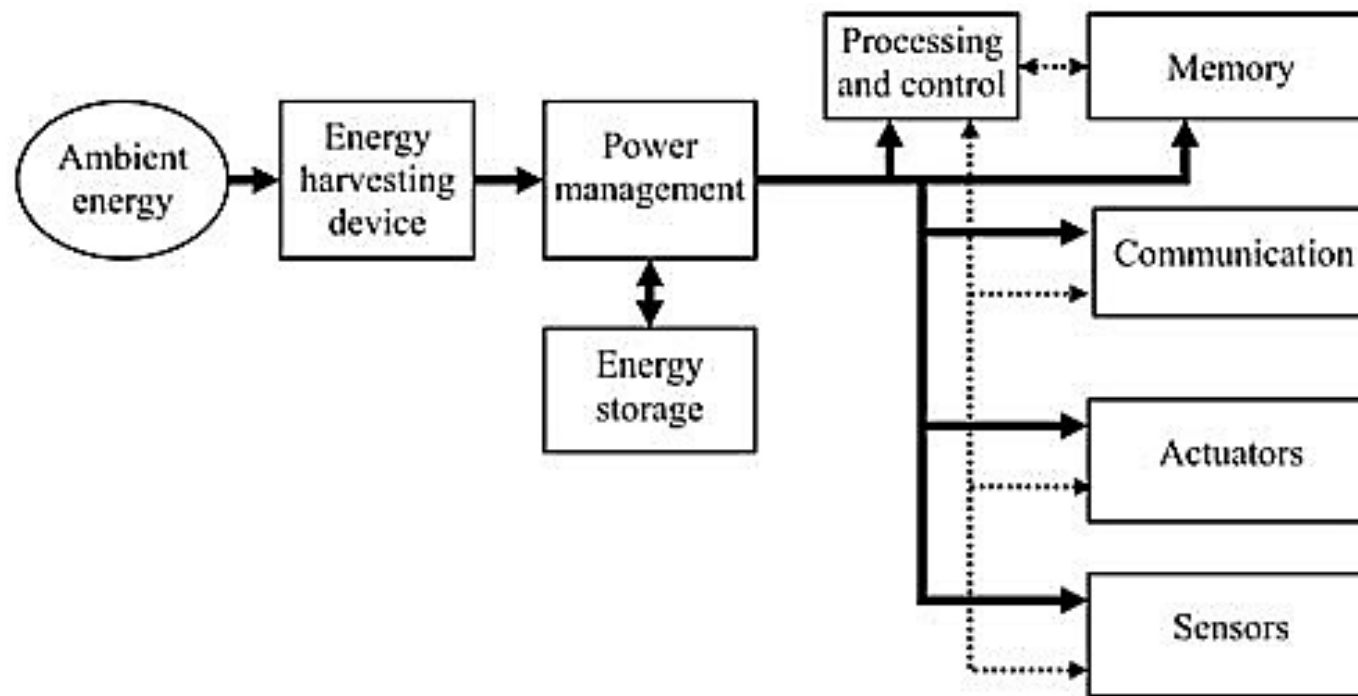 Ambient
energy
Energy
harvesting
device
Power
management
Energy
storage
Processing
and control
Memory
Communication
Actuators
Sensors